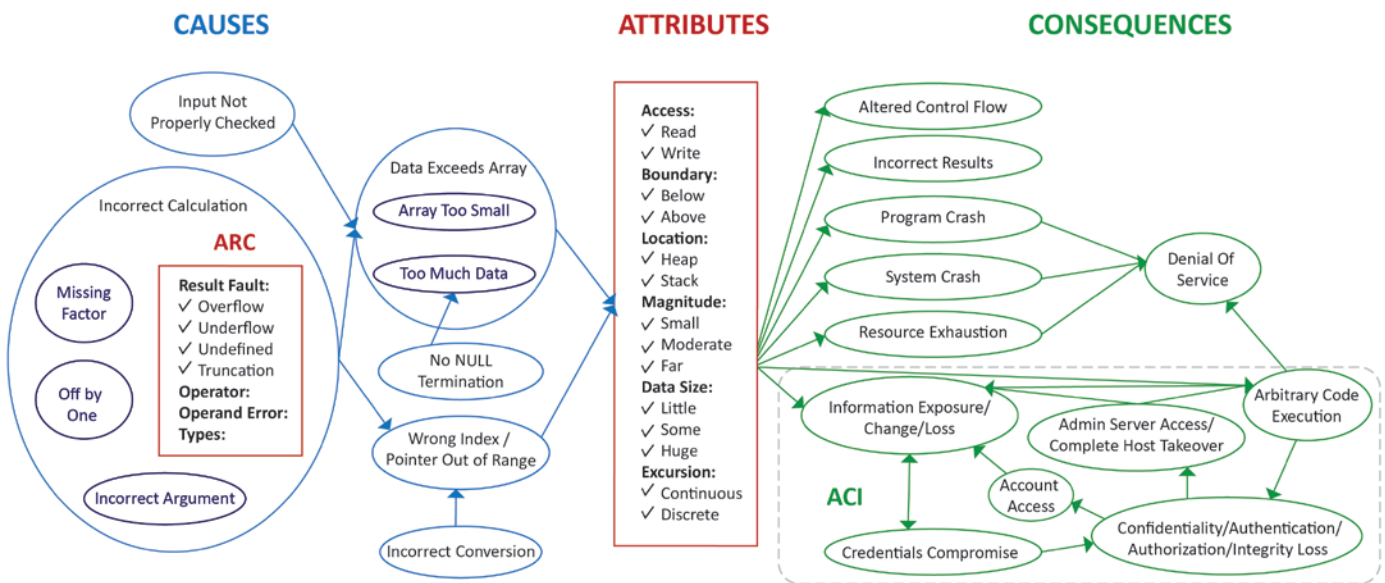 CAUSES
ATTRIBUTES
CONSEQUENCES
Input Not
Properly Checked
Incorrect Calculation
ARC
Missing
Factor
Off by
One
Result Fault:
✓ Overflow
✓ Underflow
✓ Undefined
✓ Truncation
Operator:
Operand Error:
Types:
Incorrect Argument
Data Exceeds Array
Array Too Small
Too Much Data
No NULL
Termination
Wrong Index /
Pointer Out of Range
Incorrect Conversion
Access:
✓ Read
✓ Write
Boundary:
✓ Below
✓ Above
Location:
✓ Heap
✓ Stack
Magnitude:
✓ Small
✓ Moderate
✓ Far
Data Size:
✓ Little
✓ Some
✓ Huge
Excursion:
✓ Continuous
✓ Discrete
Altered Control Flow
Incorrect Results
Program Crash
System Crash
Resource Exhaustion
Denial Of
Service
Information Exposure/
Change/Loss
Admin Server Access/
Complete Host Takeover
Arbitrary Code
Execution
ACI
Account
Access
Credentials Compromise
Confidentiality/Authentication/
Authorization/Integrity Loss